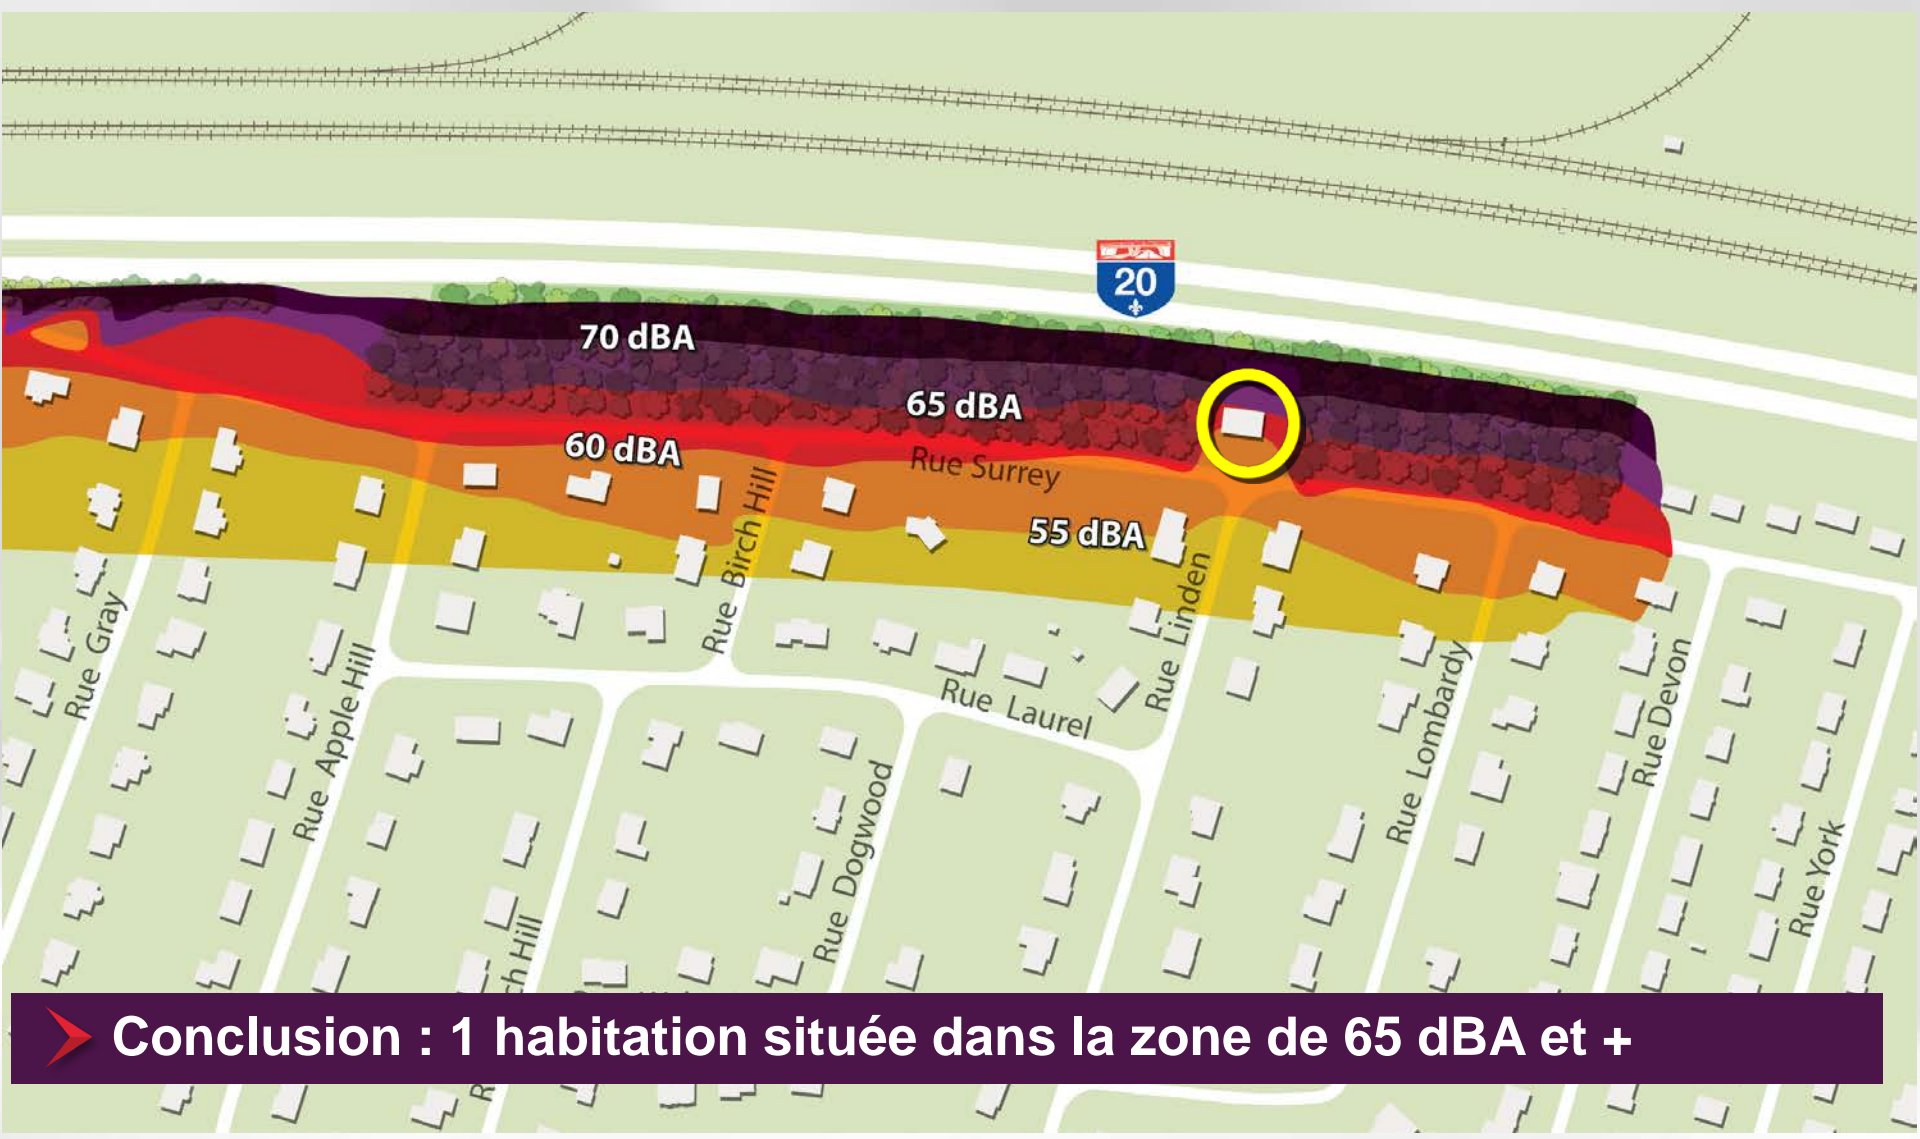 20
70 dBA
65 dBA
60 dBA
Rue Surrey
55 dBA
Rue Birch Hill
Rue Linden
Rue Gray
Rue Apple Hill
Rue Laurel
Rue Lombardy
Rue Devon
Rue Dogwood
Rue York
ch Hill
R
Conclusion : 1 habitation située dans la zone de 65 dBA et +